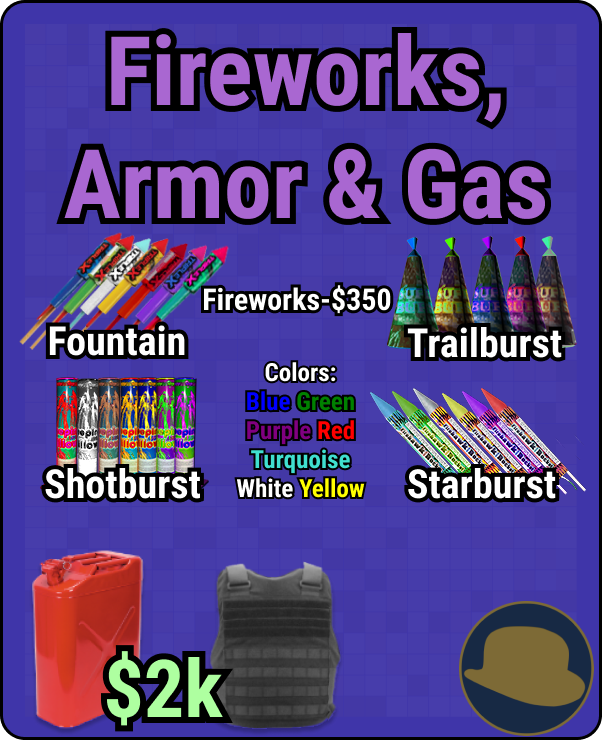 Fireworks,
Armor & Gas
Fireworks-$350
Fountain
Trailburst
Colors:
Blue Green
Purple Red
Turquoise
White Yellow
Shotburst
Starburst
$2k